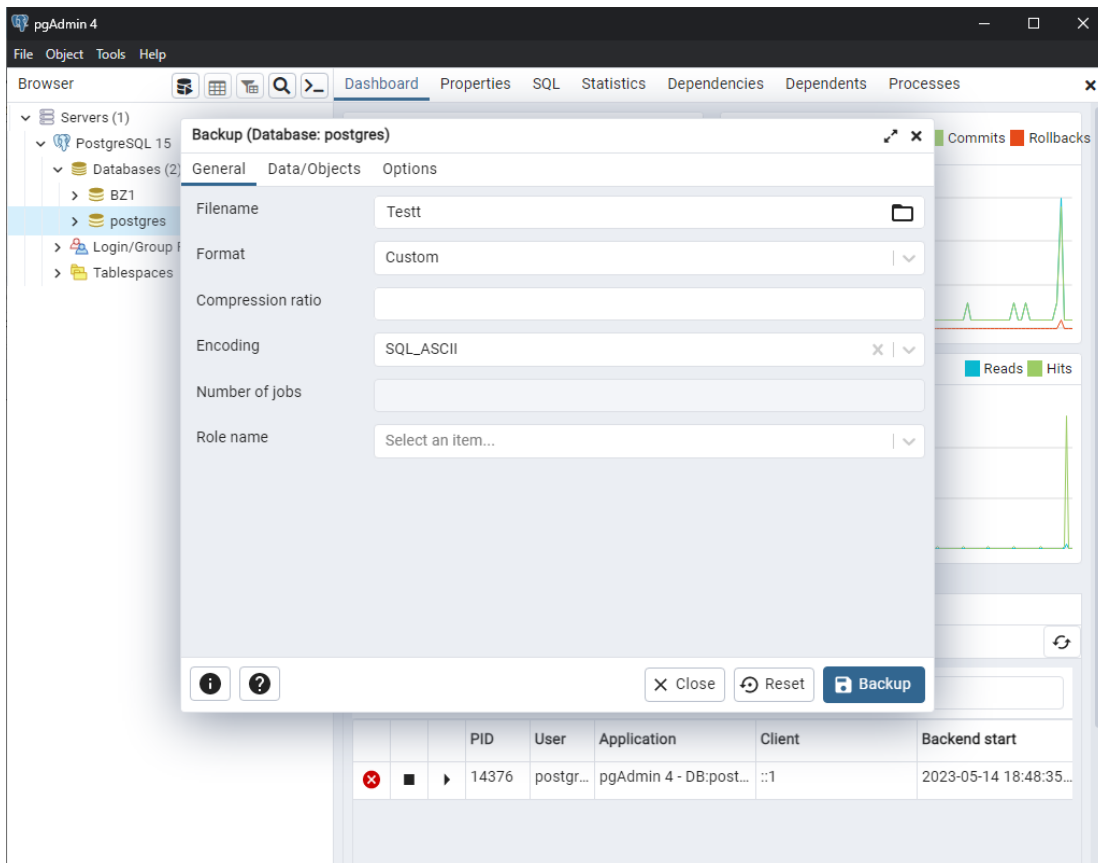 pgAdmin 4
File Object Tools Help
Browser
Dashboard Properties SQL Statistics Dependencies Dependents Processes
Servers (1)
PostgreSQL 15
Databases (2)
BZ1
postgres
Login/Group
Tablespaces
Backup (Database: postgres)
General Data/Objects Options
Filename Testt
Format Custom
Compression ratio
Encoding SQL_ASCII
Number of jobs
Role name Select an item...
Close Reset Backup
Commits Rollbacks
Reads Hits
PID User Application Client Backend start
14376 postgr... pgAdmin 4 - DB:post... ::1 2023-05-14 18:48:35...